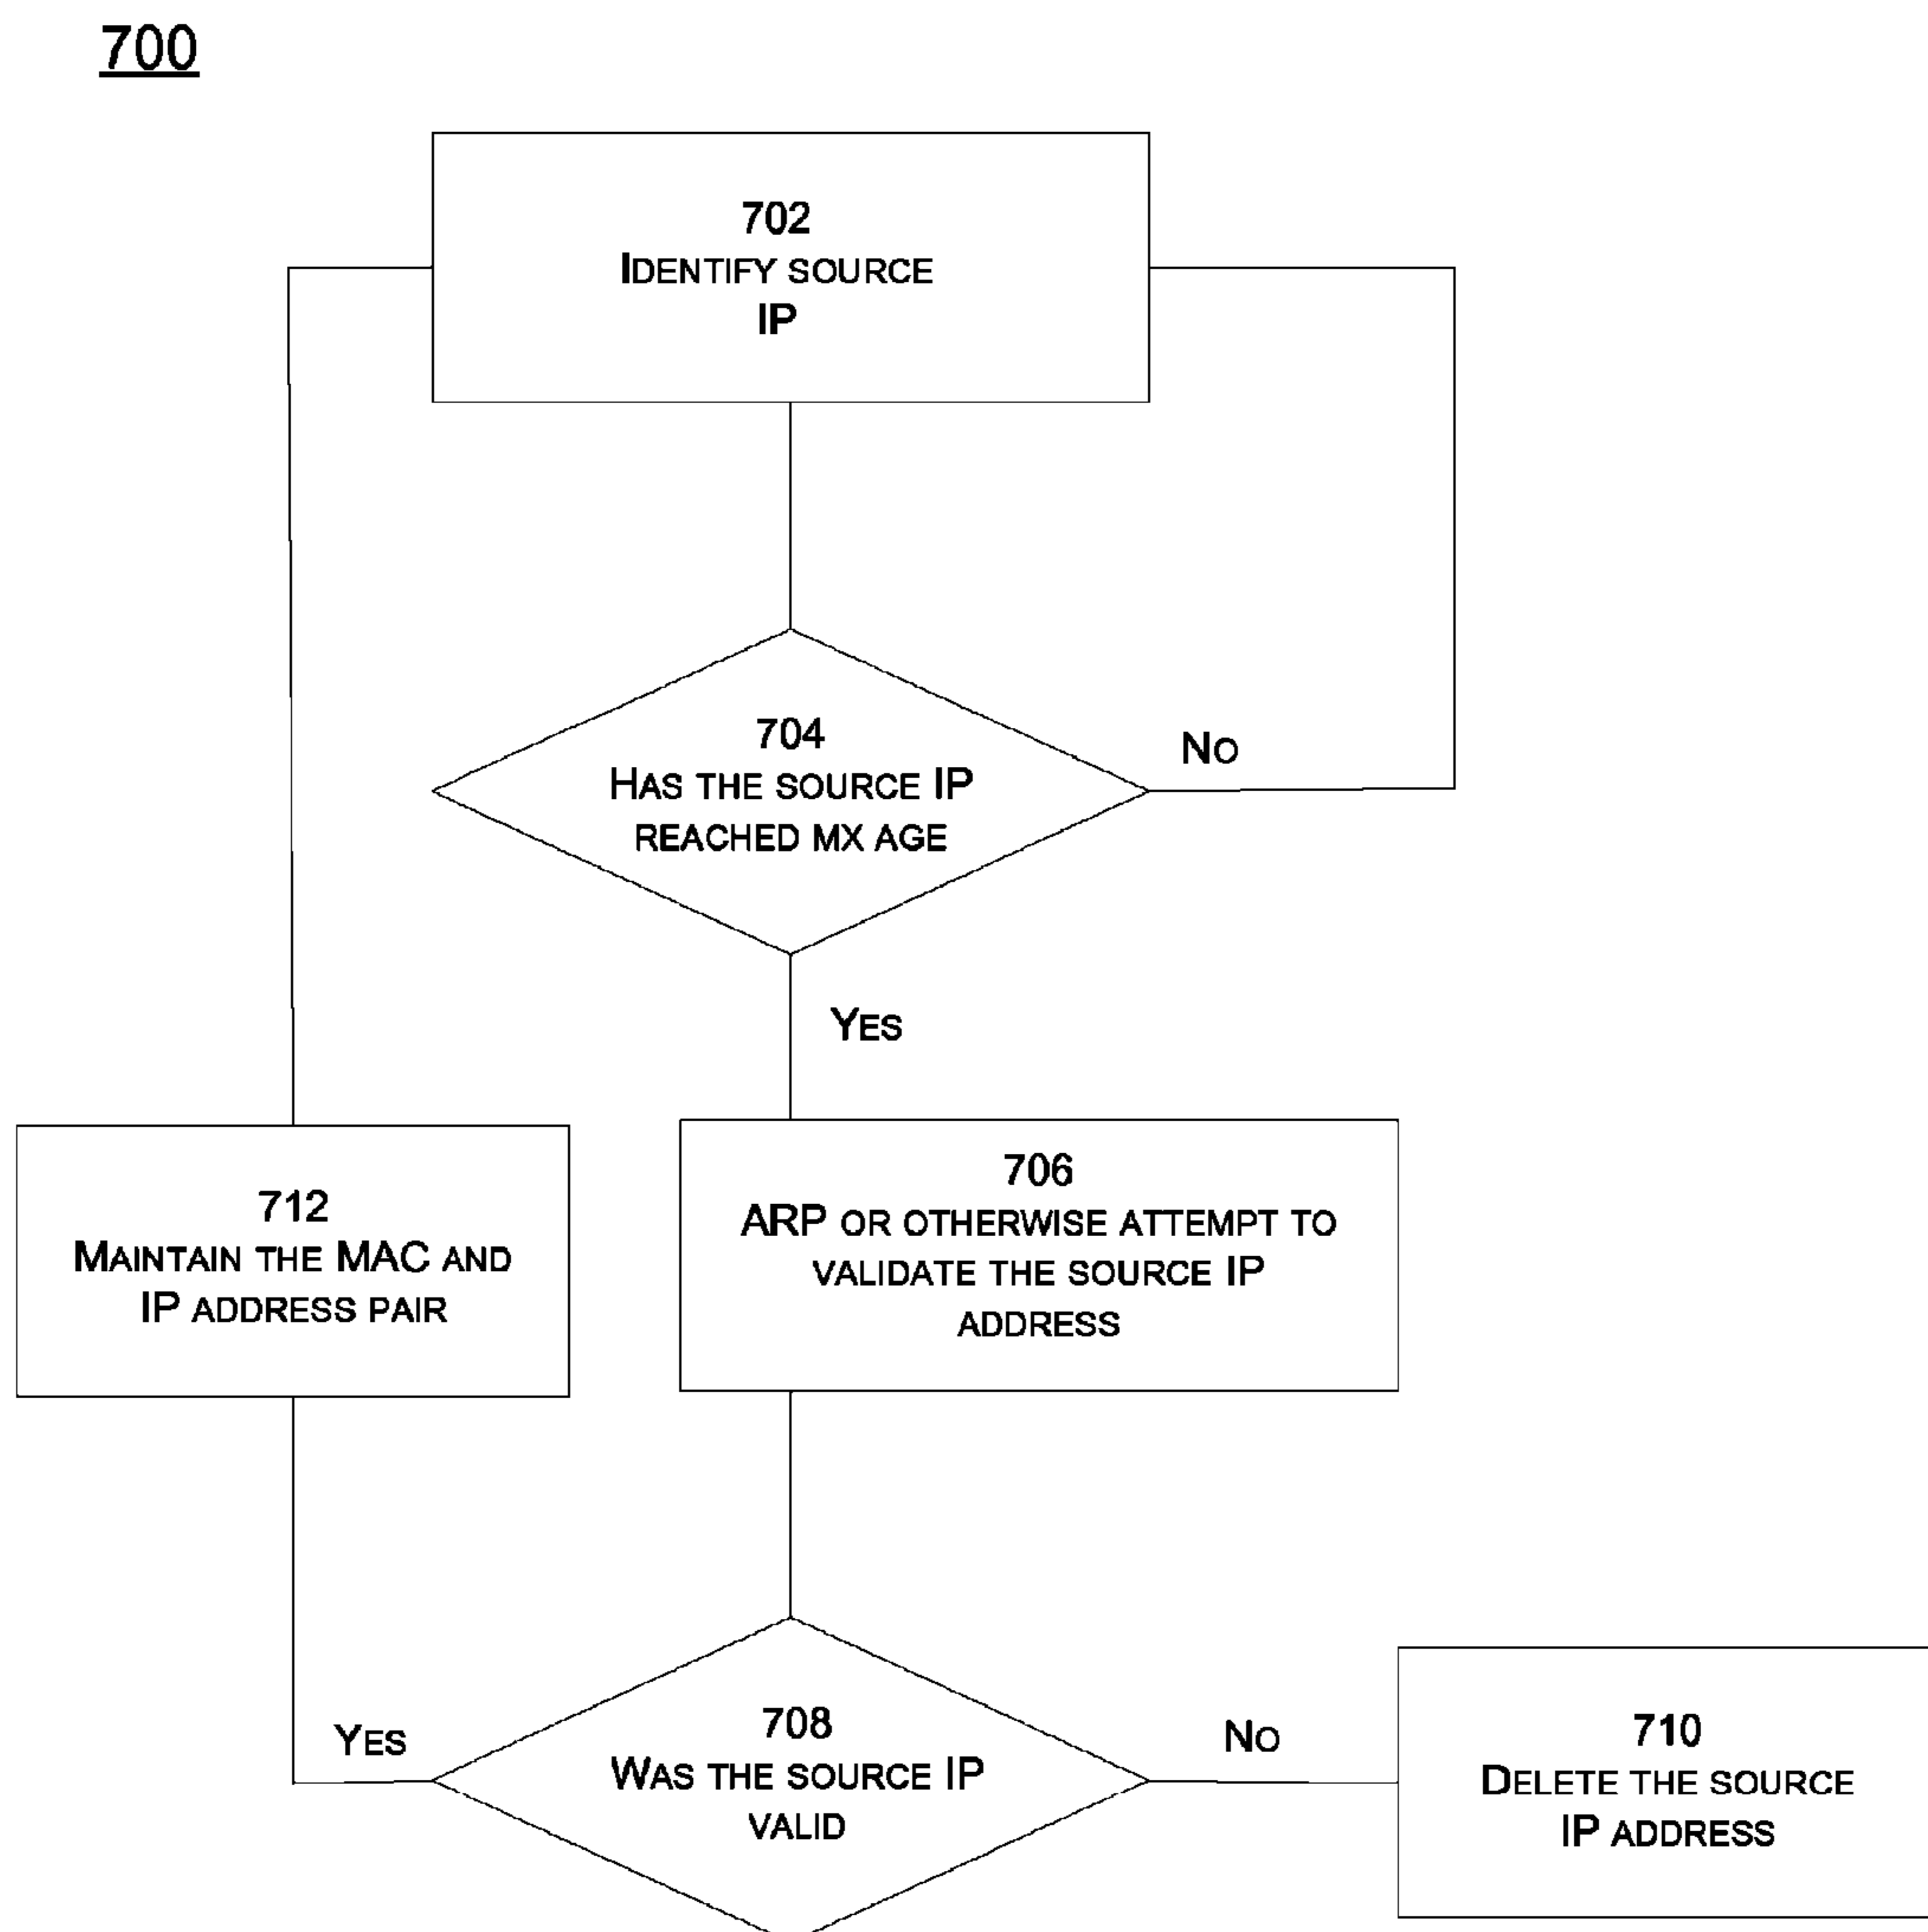 700
702
IDENTIFY SOURCE
IP
704
HAS THE SOURCE IP
REACHED MX AGE
NO
YES
712
MAINTAIN THE MAC AND
IP ADDRESS PAIR
706
ARP OR OTHERWISE ATTEMPT TO
VALIDATE THE SOURCE IP
ADDRESS
YES
708
WAS THE SOURCE IP
VALID
NO
710
DELETE THE SOURCE
IP ADDRESS